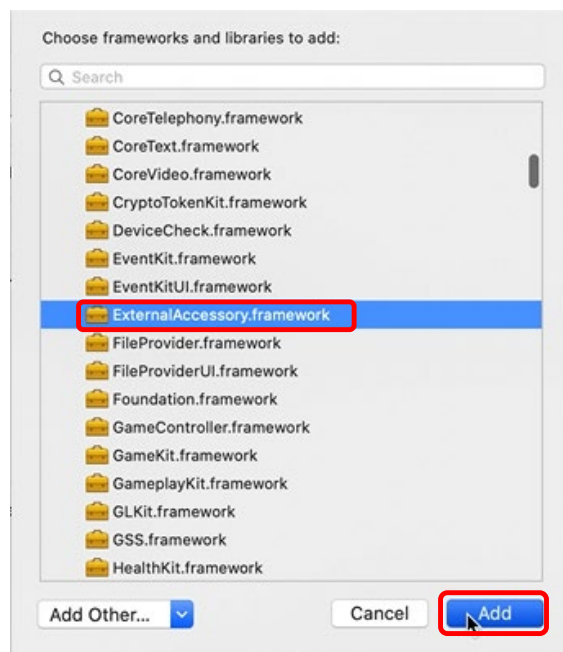 Choose frameworks and libraries to add:
Search
CoreTelephony.framework
CoreText.framework
CoreVideo.framework
CryptoTokenKit.framework
DeviceCheck.framework
EventKit.framework
EventKitUI.framework
ExternalAccessory.framework
FileProvider.framework
FileProviderUI.framework
Foundation.framework
GameController.framework
GameKit.framework
GameplayKit.framework
GLKit.framework
GSS.framework
HealthKit.framework
Add Other... Cancel Add